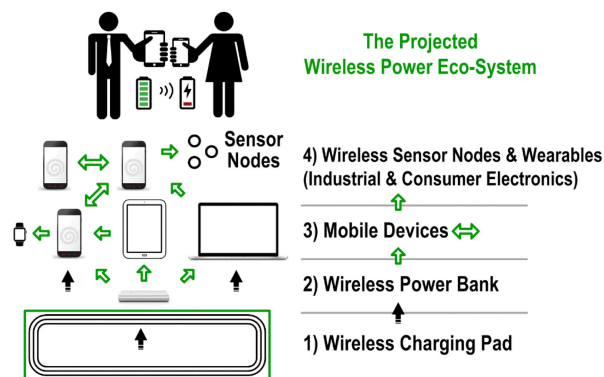 The Projected
Wireless Power Eco-System
Sensor
Nodes
4) Wireless Sensor Nodes & Wearables
(Industrial & Consumer Electronics)
3) Mobile Devices
2) Wireless Power Bank
1) Wireless Charging Pad